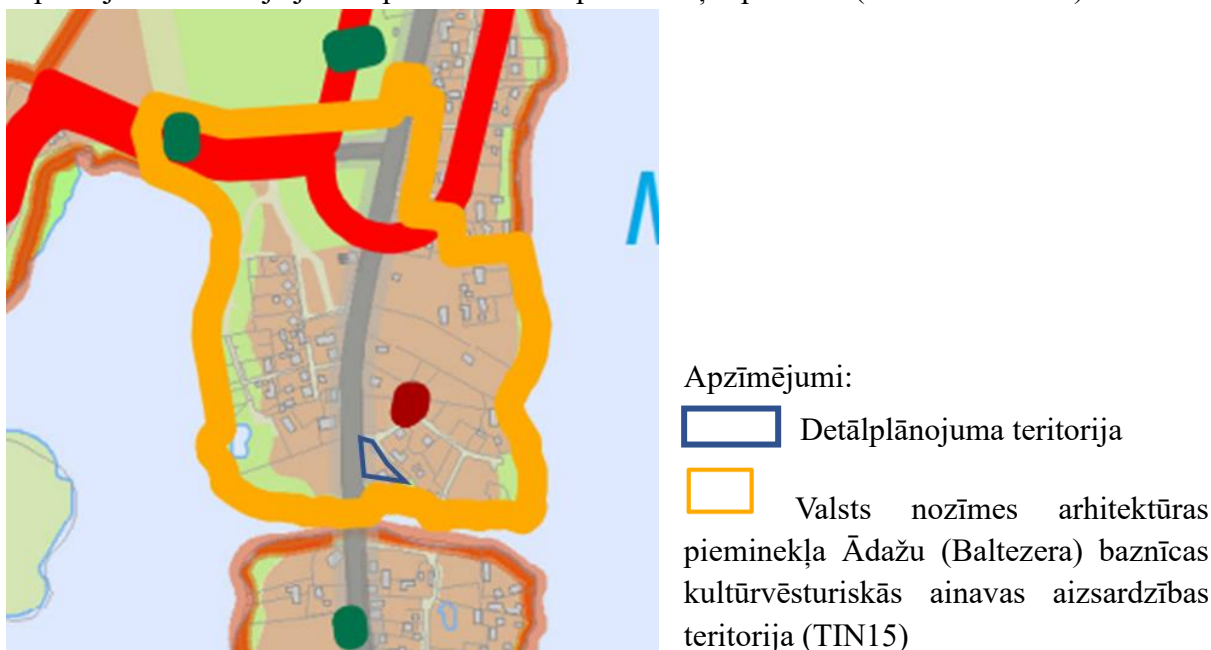 M
Apzīmējumi:
Detālplānojuma teritorija
Valsts nozīmes arhitektūras
pieminekļa Ādažu (Baltezera) baznīcas
kultūrvēsturiskās ainavas aizsardzības
teritorija (TIN15)